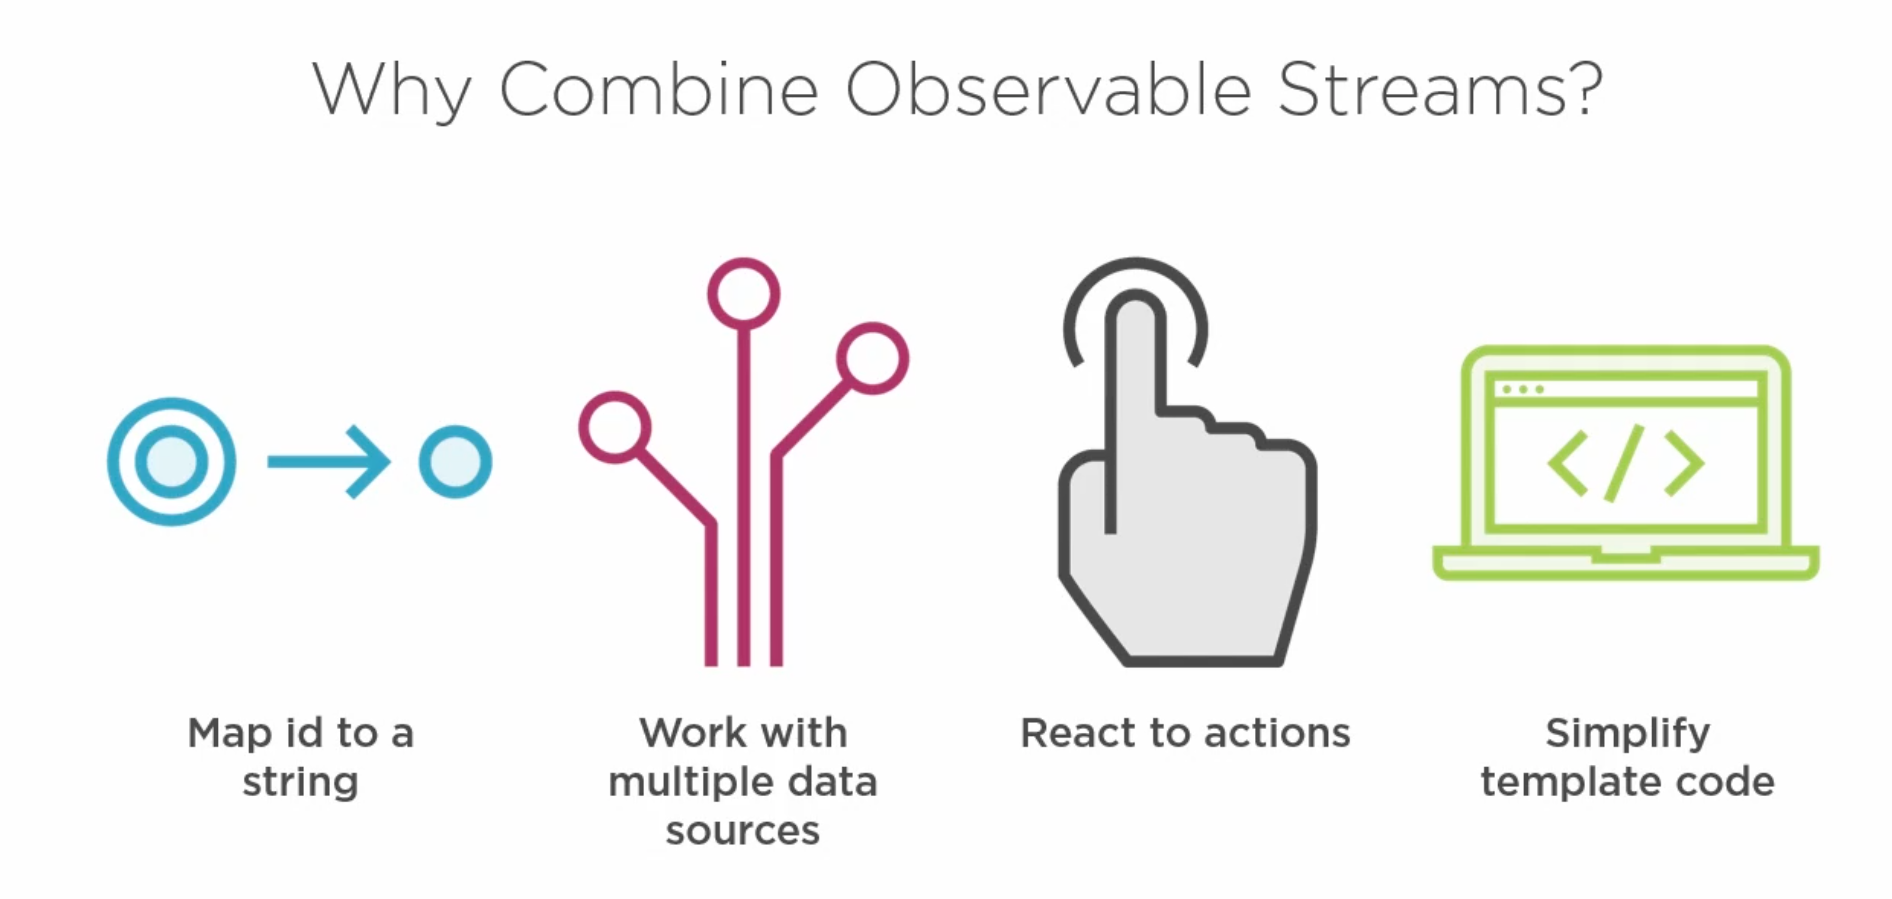 Why Combine Observable Streams?
Map id to a
string
Work with
multiple data
sources
React to actions
</>
Simplify
template code